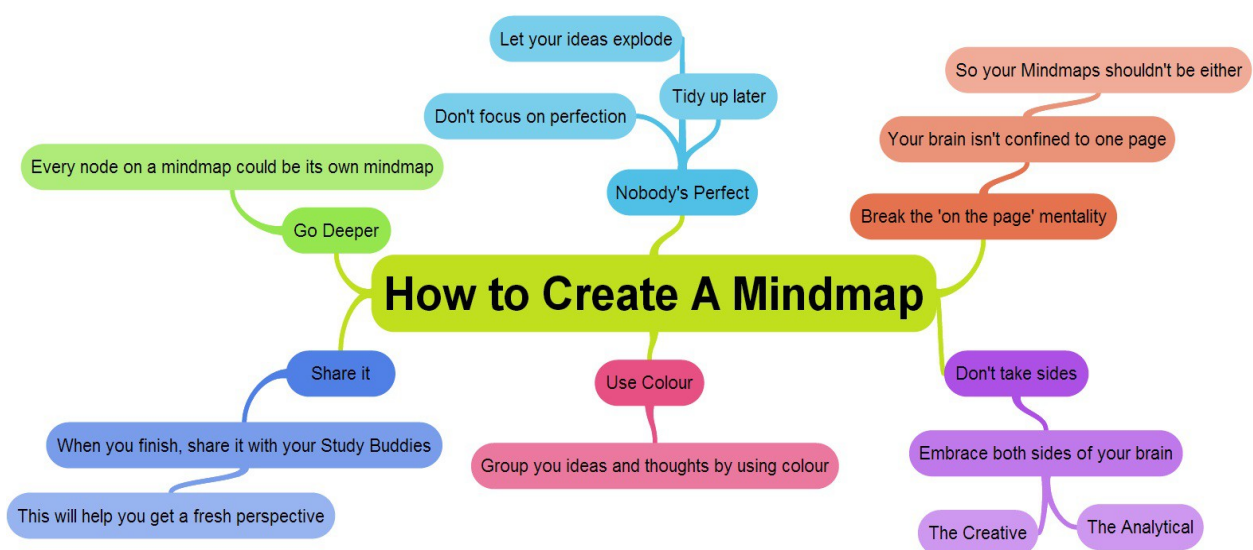 Let your ideas explode
Tidy up later
Don't focus on perfection
Nobody's Perfect
So your Mindmaps shouldn't be either
Your brain isn't confined to one page
Break the 'on the page' mentality
Every node on a mindmap could be its own mindmap
Go Deeper
How to Create A Mindmap
Share it
When you finish, share it with your Study Buddies
This will help you get a fresh perspective
Use Colour
Group you ideas and thoughts by using colour
Don't take sides
Embrace both sides of your brain
The Creative
The Analytical